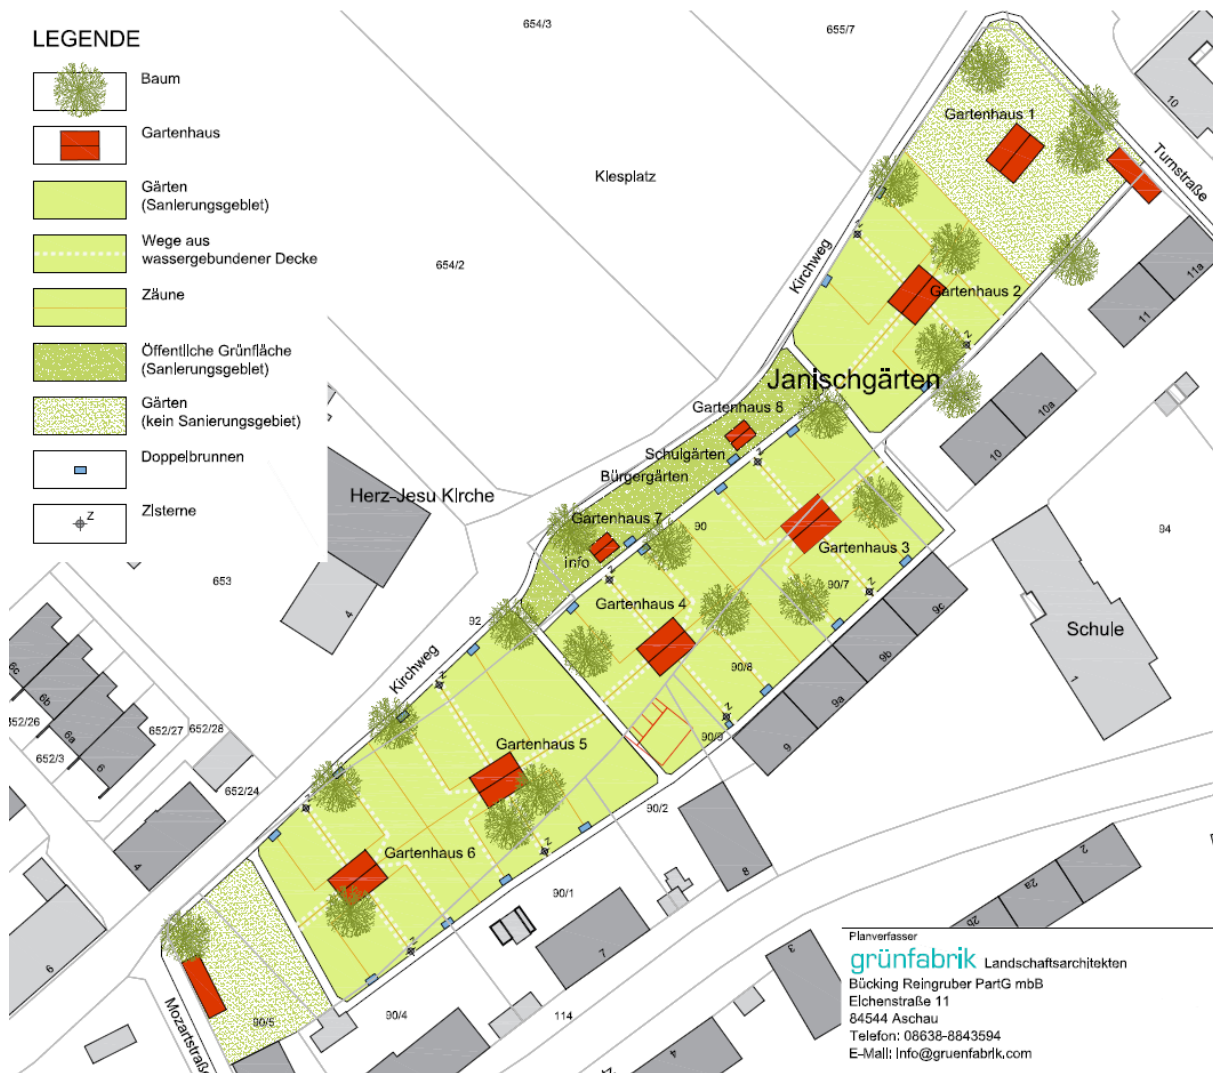 LEGENDE
Baum
Gartenhaus
Gärten
(Sanierungsgebiet)
Wege aus
wassergebundener Decke
Zäune
Öffentliche Grünfläche
(Sanierungsgebiet)
Gärten
(kein Sanierungsgebiet)
Doppelbrunnen
Z
Zisterne
654/3
655/7
10
Gartenhaus 1
Turnstraße
Klesplatz
654/2
Kirchweg
Z
11a
11
Gartenhaus 2
Z
Janischgärten
10a
10
Gartenhaus 8
Schulgärten
Bürgergärten
Z
Herz-Jesu Kirche
Gartenhaus 7
90
Gartenhaus 3
94
info
Z
90/7
Z
653
4
Gartenhaus 4
9c
92
Schule
1
9b
Kirchweg
90/8
9a
Z
Z
9
90/9
6c
6b
6a
6
652/26
652/27
652/28
652/3
652/24
Gartenhaus 5
90/2
Z
4
Gartenhaus 6
Z
8
2
2a
2b
90/1
7
9
Z
3
Mozartstraße
90/5
90/4
114
4
Planverfasser
grünfabrik Landschaftsarchitekten
Bücking Reingruber PartG mbB
Elchenstraße 11
84544 Aschau
Telefon: 08638-8843594
E-Mail: info@gruenfabrik.com